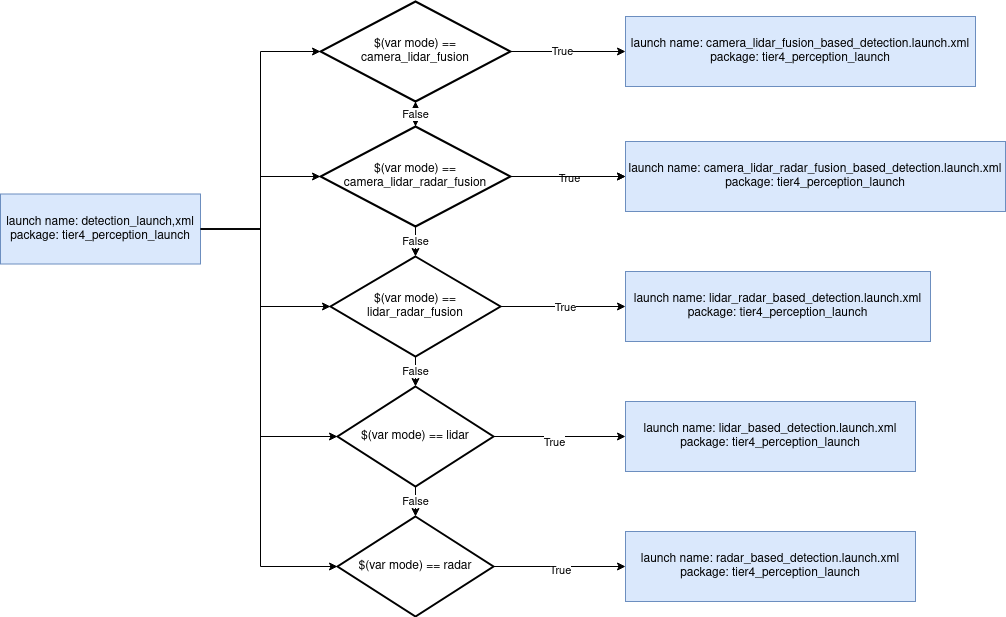 $(var mode) ==
camera_lidar_fusion
True
launch name: camera_lidar_fusion_based_detection.launch.xml
package: tier4_perception_launch
False
$(var mode) ==
camera_lidar_radar_fusion
True
launch name: camera_lidar_radar_fusion_based_detection.launch.xml
package: tier4_perception_launch
launch name: detection_launch,xml
package: tier4_perception_launch
False
$(var mode) ==
lidar_radar_fusion
True
launch name: lidar_radar_based_detection.launch.xml
package: tier4_perception_launch
False
$(var mode) == lidar
True
launch name: lidar_based_detection.launch.xml
package: tier4_perception_launch
False
$(var mode) == radar
True
launch name: radar_based_detection.launch.xml
package: tier4_perception_launch